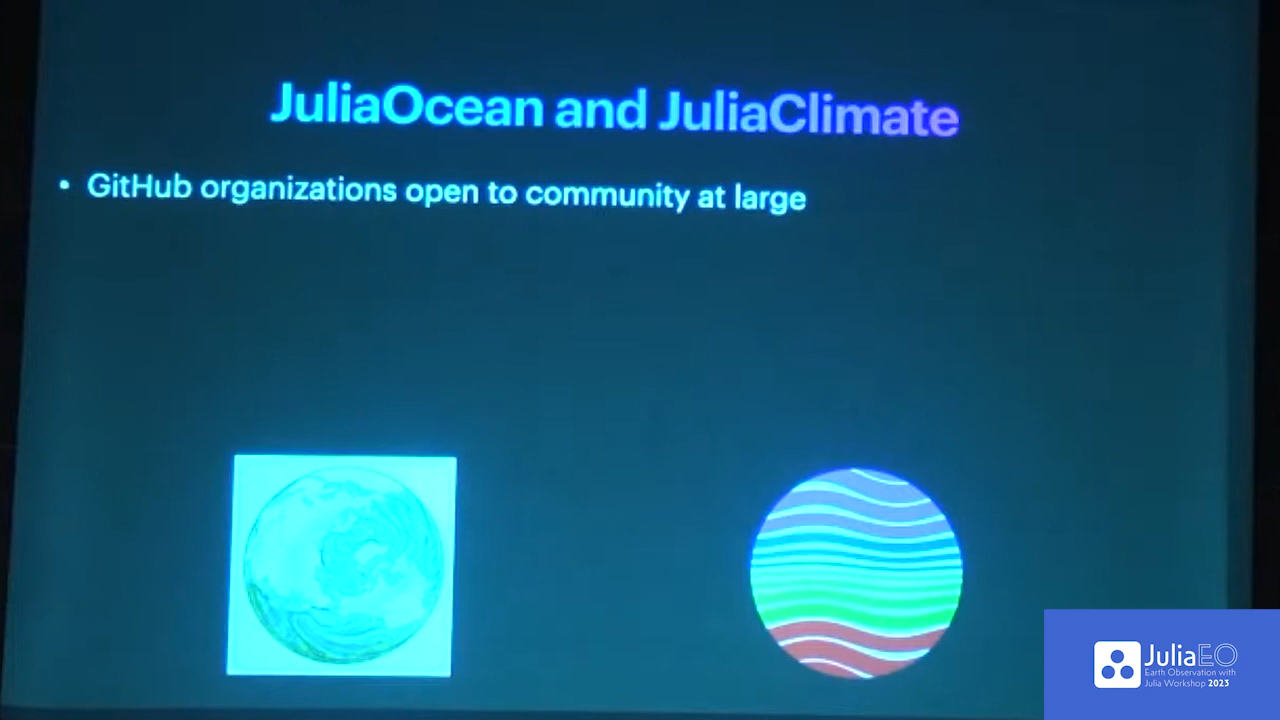 JuliaOcean and JuliaClimate
• GitHub organizations open to community at large
JuliaEO
Earth Observation with
Julia Workshop 2023